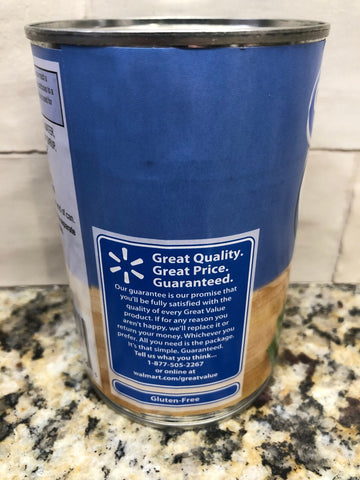 Great Quality.
Great Price.
Guaranteed.
Our guarantee is our promise that
you'll be fully satisfied with the
quality of every Great Value
product. If for any reason you
aren't happy, we'll replace it or
return your money. Whichever you
prefer. All you need is the package.
It's that simple. Guaranteed.
Tell us what you think...
1-877-505-2267
or online at
walmart.com/greatvalue
Gluten-Free